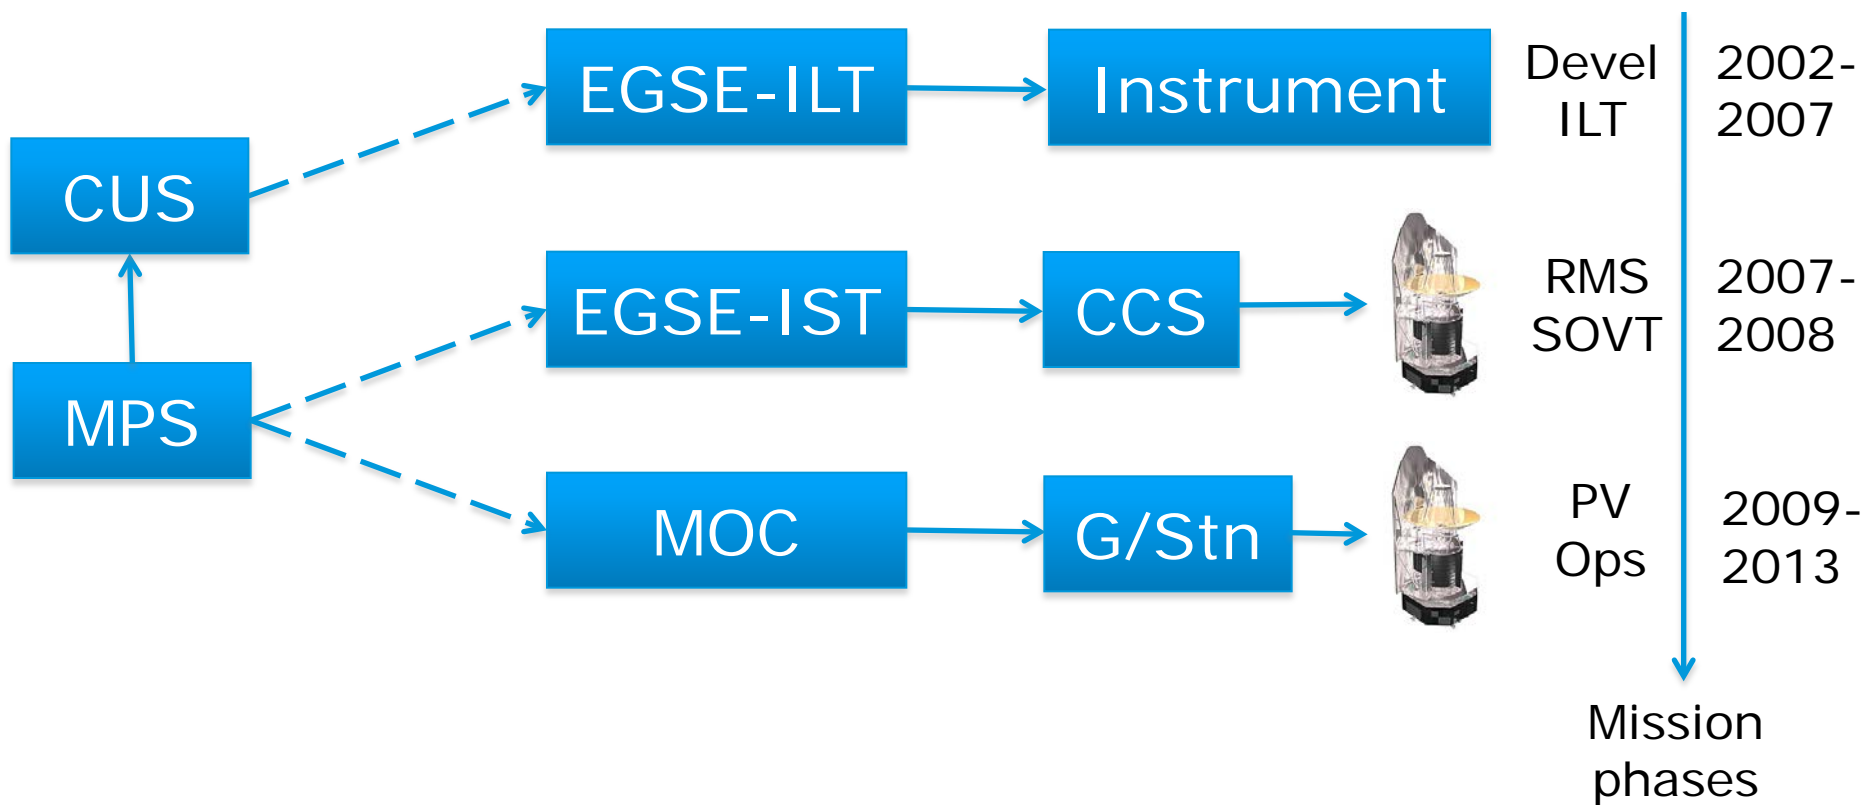 EGSE-ILT
Instrument
Devel
ILT
2002-
2007
CUS
EGSE-IST
CCS
RMS
SOVT
2007-
2008
MPS
MOC
G/Stn
PV
Ops
2009-
2013
Mission
phases